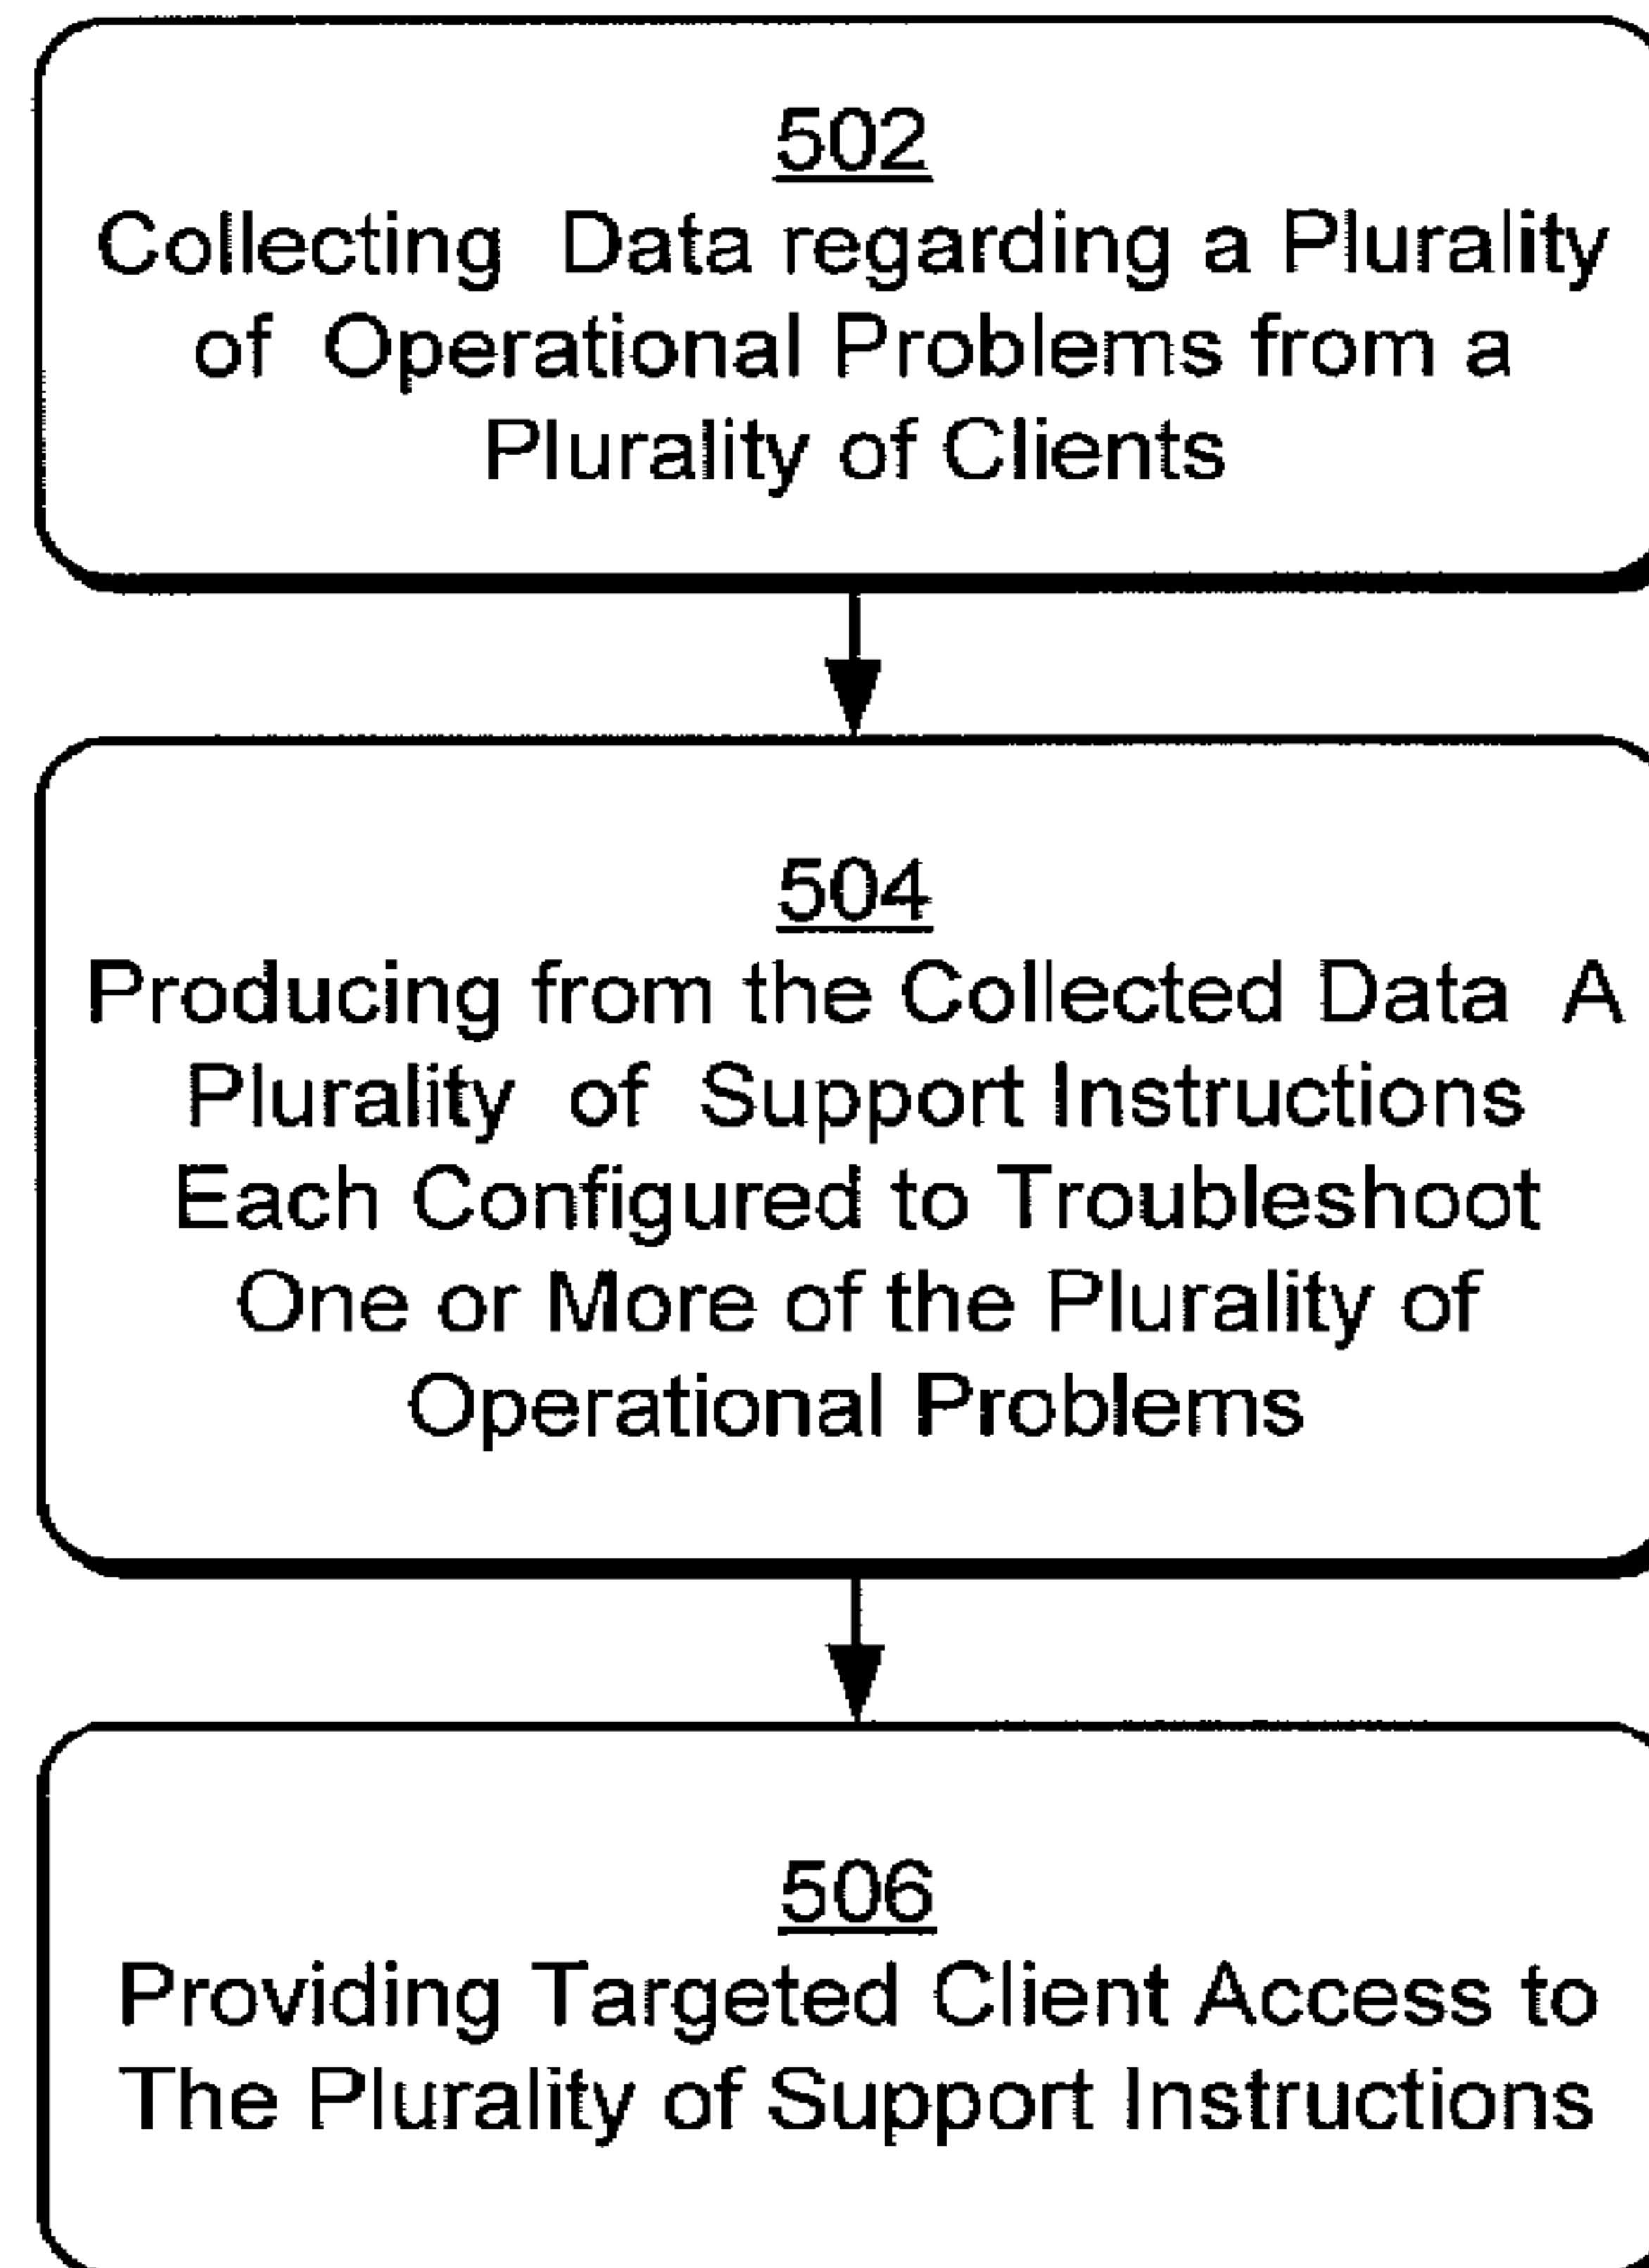 502
Collecting Data regarding a Plurality
of Operational Problems from a
Plurality of Clients
504
Producing from the Collected Data A
Plurality of Support Instructions
Each Configured to Troubleshoot
One or More of the Plurality of
Operational Problems
506
Providing Targeted Client Access to
The Plurality of Support Instructions